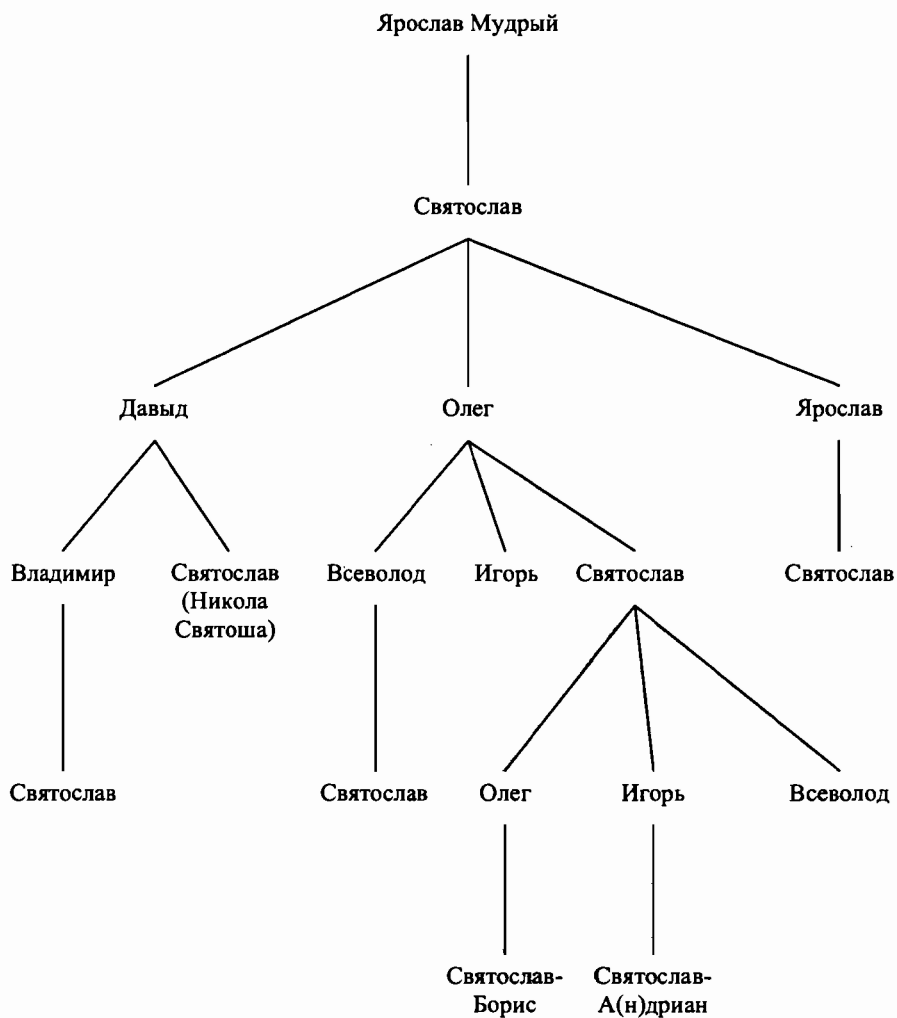 Ярослав Мудрый
Святослав
Давыд Олег Ярослав
Владимир Святослав Всеволод Игорь Святослав Святослав
(Никола
Святоша)
Святослав Святослав Олег Игорь Всеволод
Святослав- Святослав-
Борис А(н)дриан